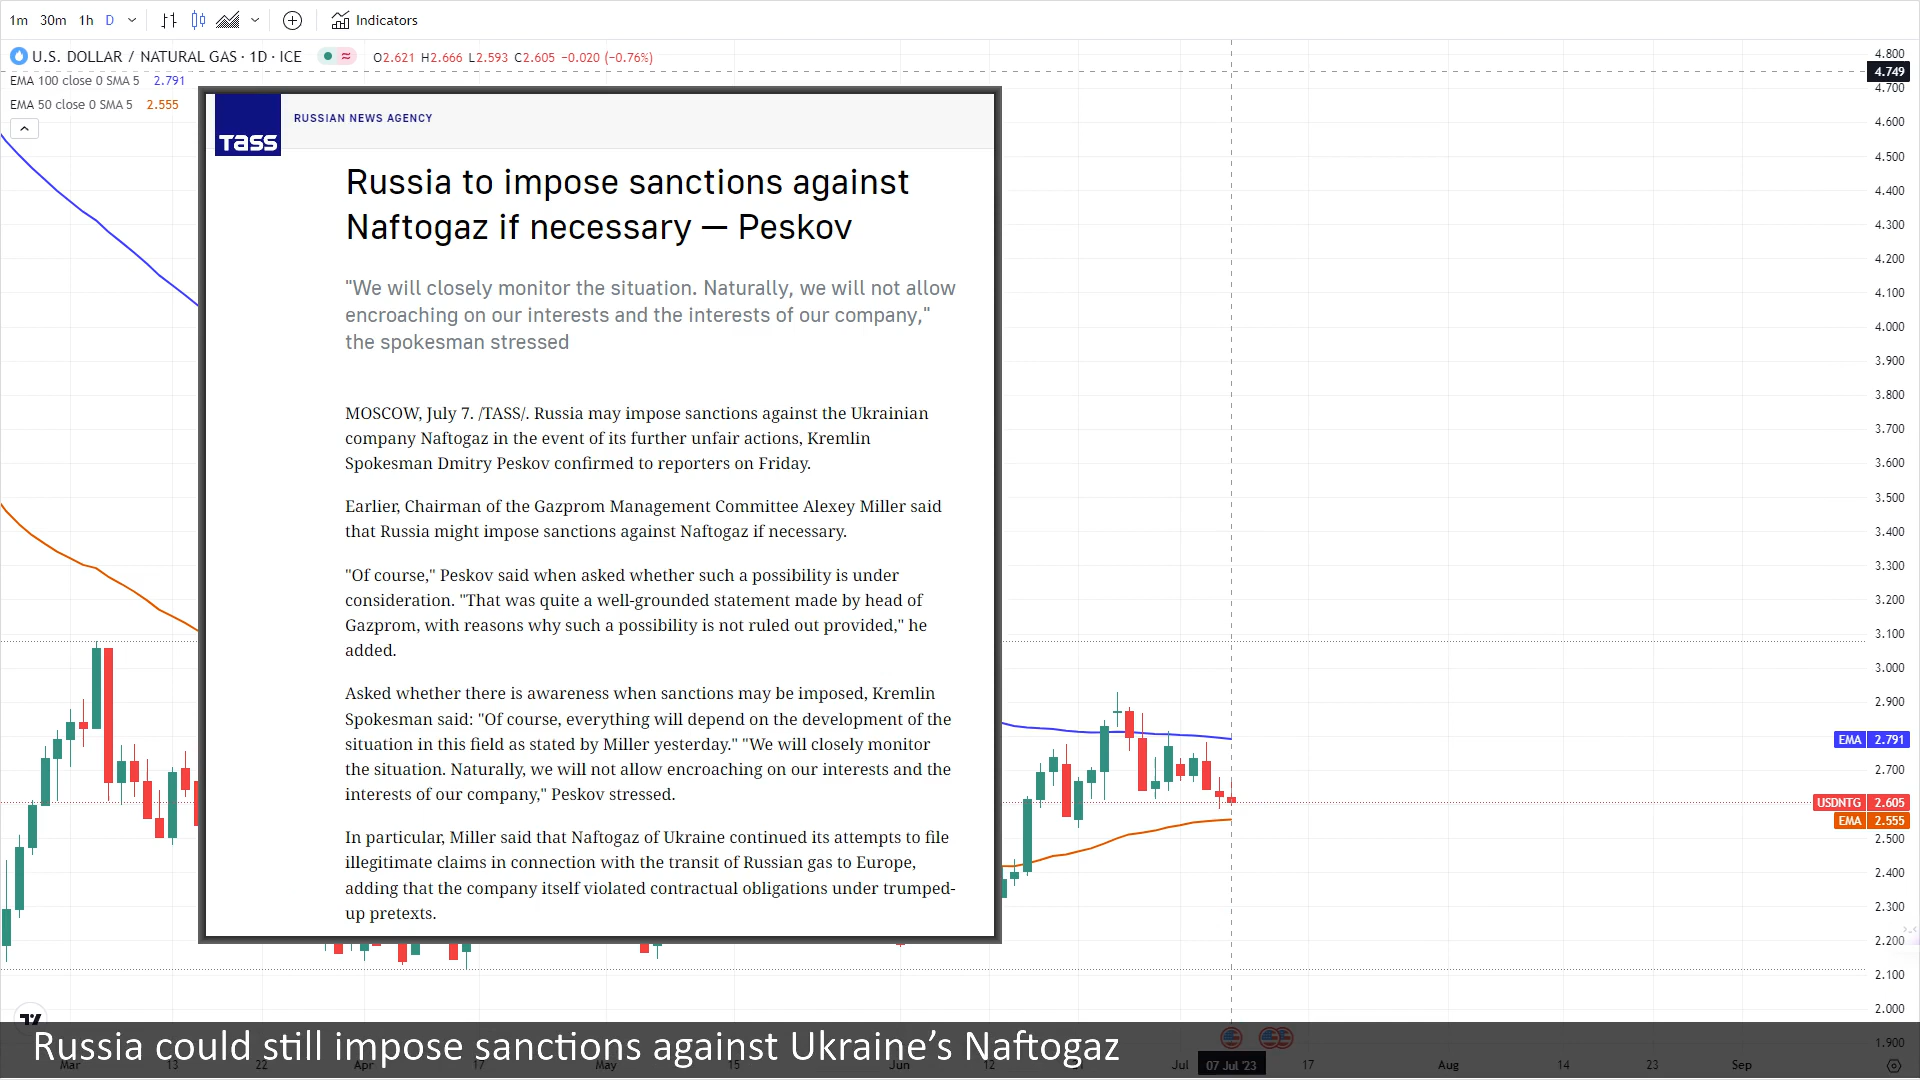 1m 30m 1h D Indicators
U.S. DOLLAR / NATURAL GAS · 1D · ICE O2.621 H2.666 L2.593 C2.605 −0.020 (−0.76%)
EMA 100 close 0 SMA 5 2.791
EMA 50 close 0 SMA 5 2.555
Tass
RUSSIAN NEWS AGENCY
Russia to impose sanctions against
Naftogaz if necessary — Peskov
"We will closely monitor the situation. Naturally, we will not allow
encroaching on our interests and the interests of our company,"
the spokesman stressed
MOSCOW, July 7. /TASS/. Russia may impose sanctions against the Ukrainian
company Naftogaz in the event of its further unfair actions, Kremlin
Spokesman Dmitry Peskov confirmed to reporters on Friday.
Earlier, Chairman of the Gazprom Management Committee Alexey Miller said
that Russia might impose sanctions against Naftogaz if necessary.
"Of course," Peskov said when asked whether such a possibility is under
consideration. "That was quite a well-grounded statement made by head of
Gazprom, with reasons why such a possibility is not ruled out provided," he
added.
Asked whether there is awareness when sanctions may be imposed, Kremlin
Spokesman said: "Of course, everything will depend on the development of the
situation in this field as stated by Miller yesterday." "We will closely monitor
the situation. Naturally, we will not allow encroaching on our interests and the
interests of our company," Peskov stressed.
In particular, Miller said that Naftogaz of Ukraine continued its attempts to file
illegitimate claims in connection with the transit of Russian gas to Europe,
adding that the company itself violated contractual obligations under trumped-
up pretexts.
4.800
4.749
4.700
4.600
4.500
4.400
4.300
4.200
4.100
4.000
3.900
3.800
3.700
3.600
3.500
3.400
3.300
3.200
3.100
3.000
2.900
EMA 2.791
2.700
USDNTG 2.605
EMA 2.555
2.500
2.400
2.300
2.200
2.100
2.000
1.900
Russia could still impose sanctions against Ukraine's Naftogaz
Mar 13 22 Apr 17 May 15 Jun 12 Jul 07 Jul '23 17 Aug 14 23 Sep